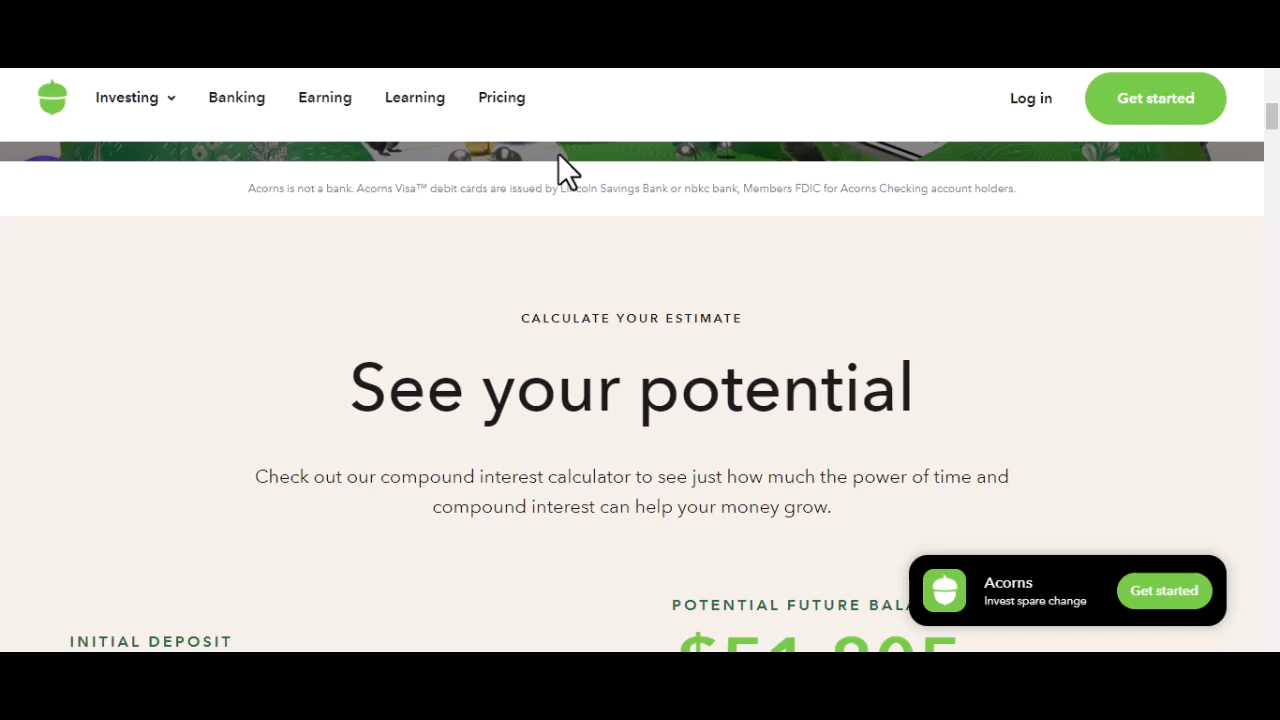 Investing
Banking
Earning
Learning
Pricing
Log in
Get started
Acorns is not a bank. Acorns Visa™ debit cards are issued by Lincoln Savings Bank or nbkc bank, Members FDIC for Acorns Checking account holders.
CALCULATE YOUR ESTIMATE
See your potential
Check out our compound interest calculator to see just how much the power of time and
compound interest can help your money grow.
Acorns
Invest spare change
Get started
POTENTIAL FUTURE
INITIAL DEPOSIT